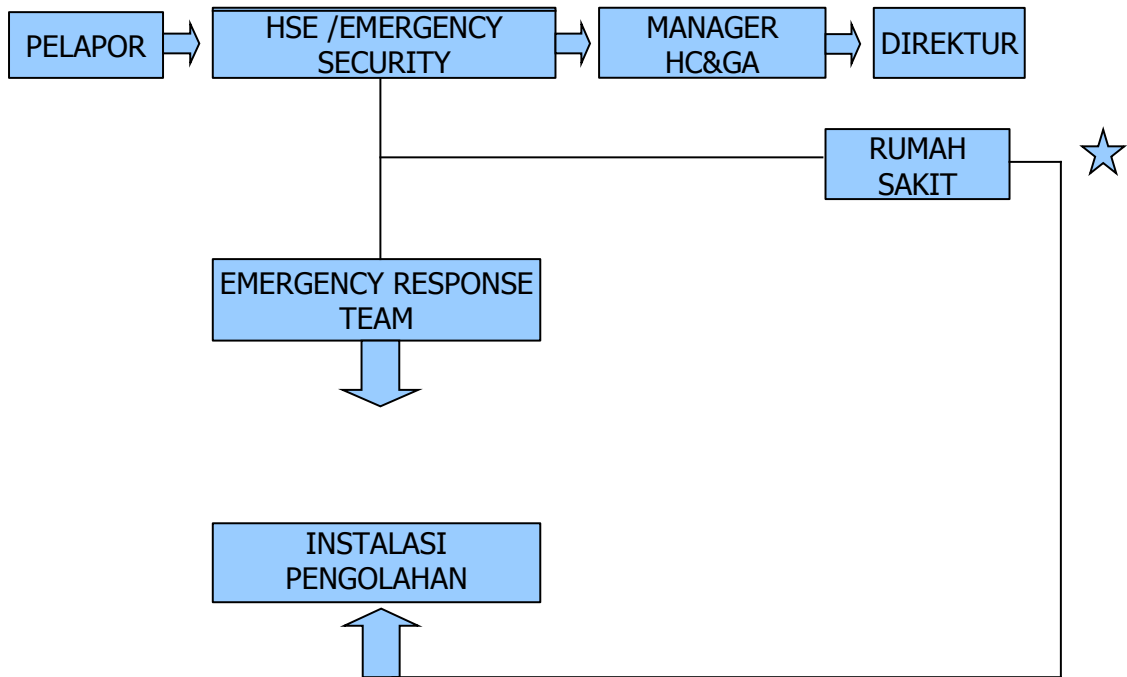 PELAPOR
HSE /EMERGENCY
SECURITY
MANAGER
HC&GA
DIREKTUR
RUMAH
SAKIT
EMERGENCY RESPONSE
TEAM
INSTALASI
PENGOLAHAN